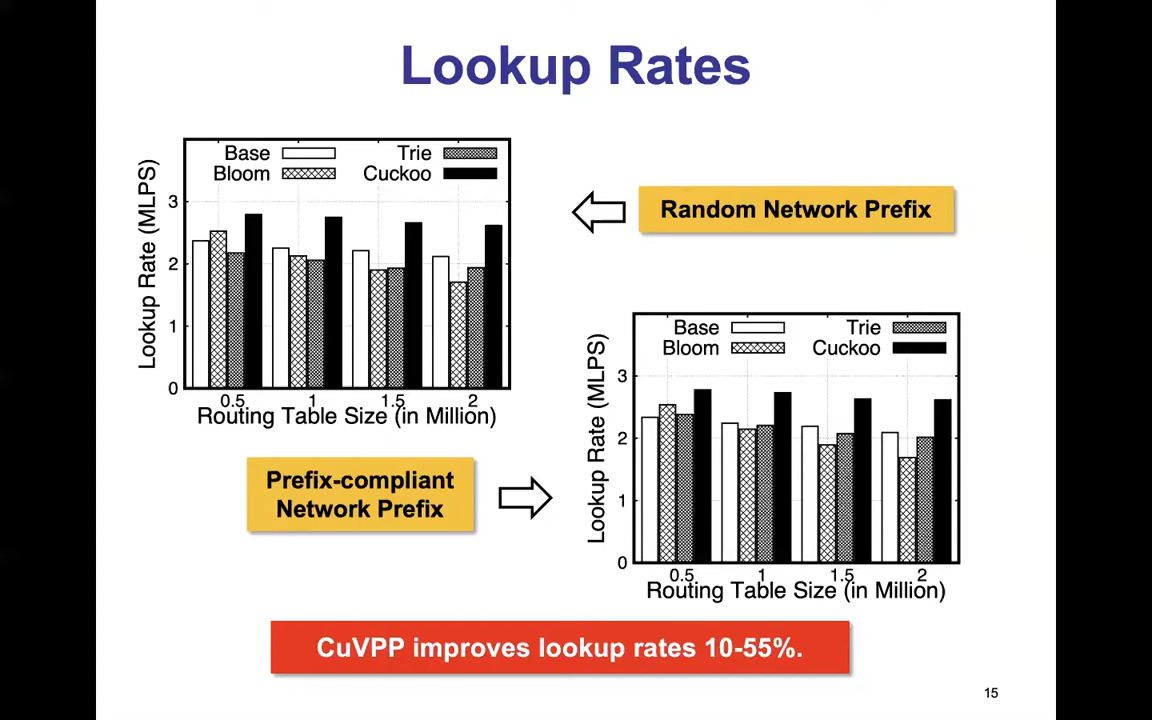 Lookup Rates
Base Trie
Bloom Cuckoo
Lookup Rate (MLPS)
3
2
1
0
0.5 1 1.5 2
Routing Table Size (in Million)
Random Network Prefix
Base Trie
Bloom Cuckoo
Lookup Rate (MLPS)
3
2
1
0
0.5 1 1.5 2
Routing Table Size (in Million)
Prefix-compliant
Network Prefix
CuVPP improves lookup rates 10-55%.
15